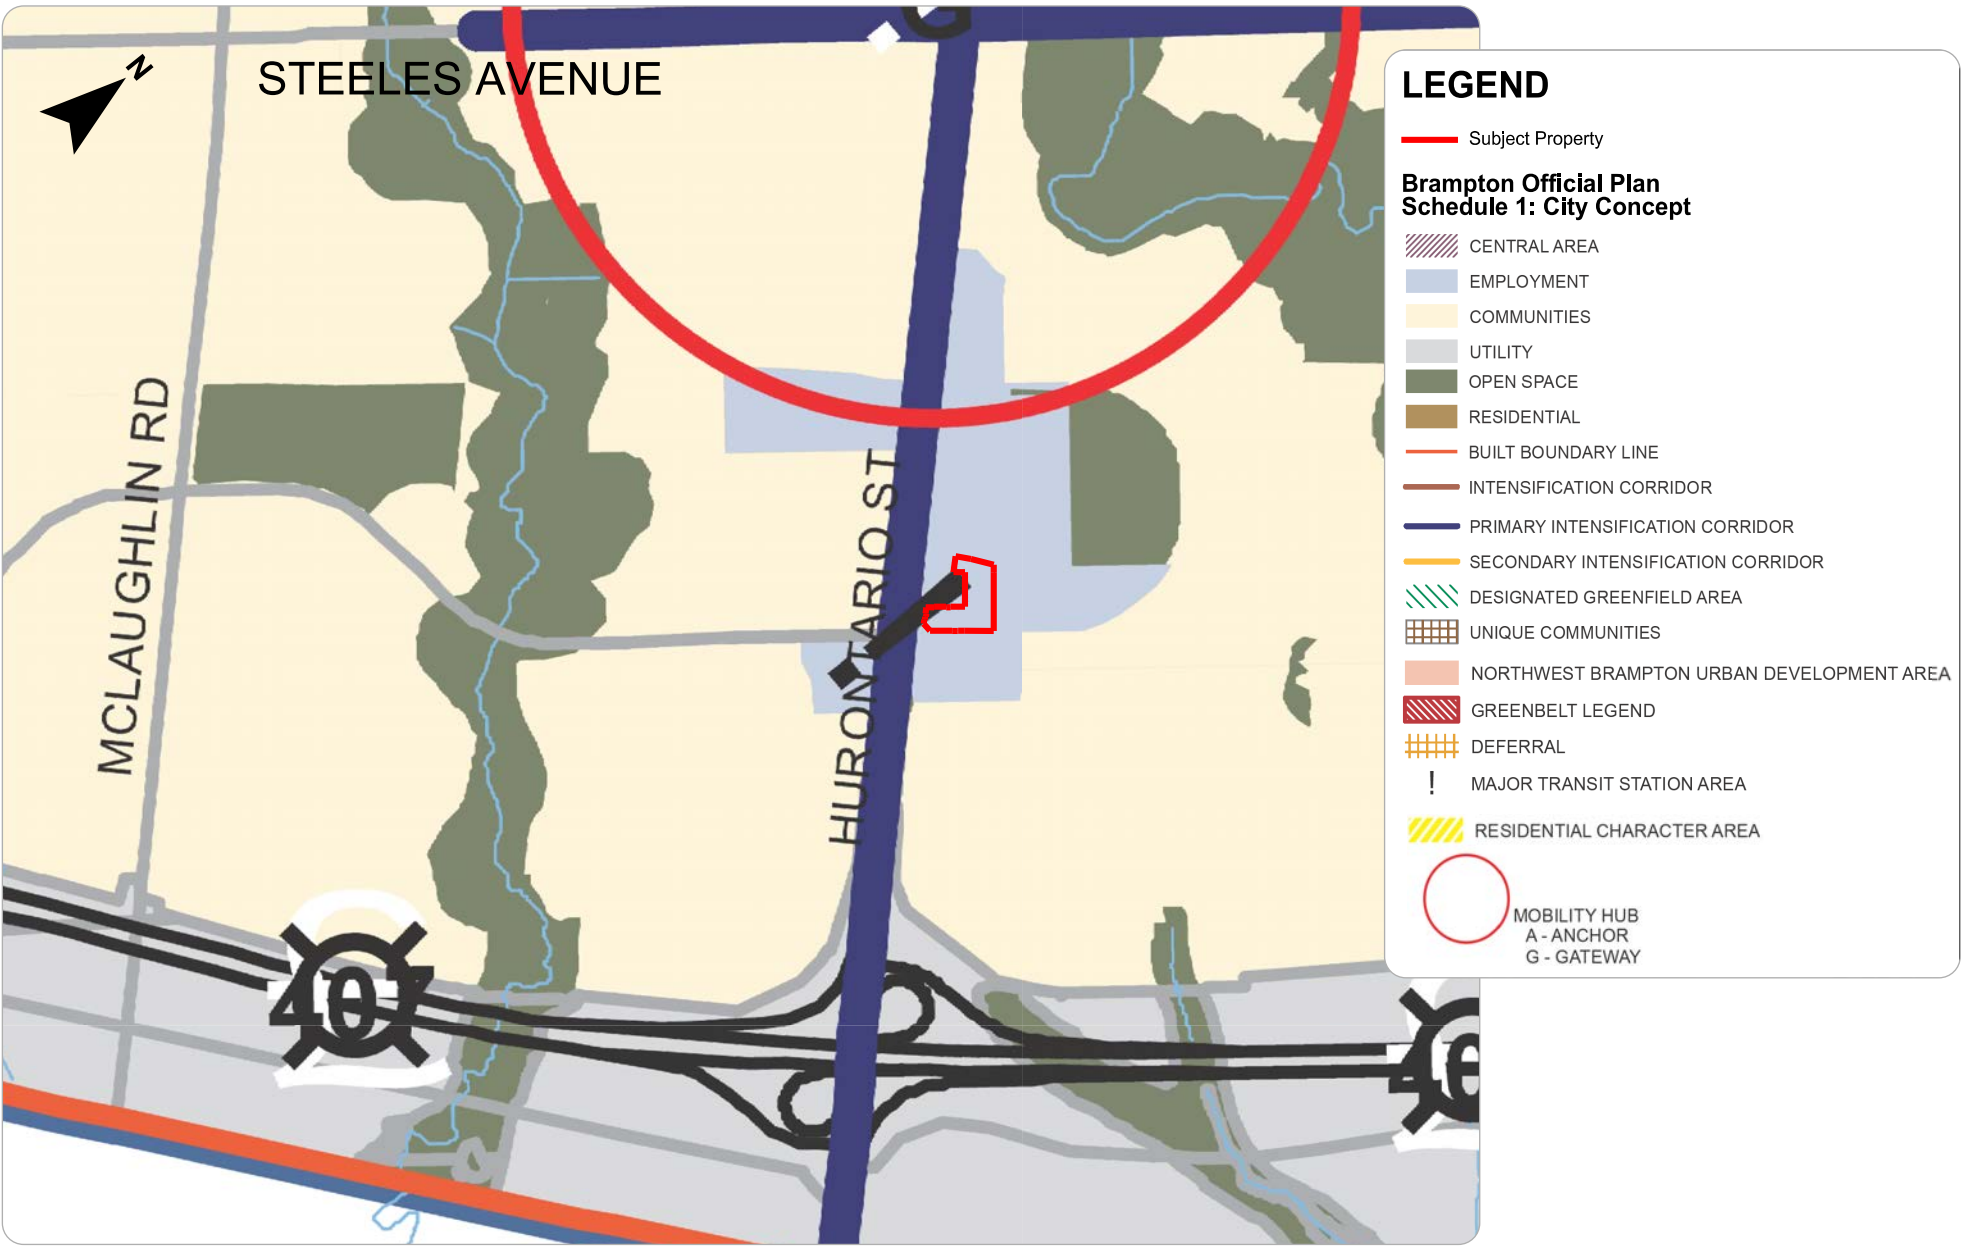 G
N
STEELES AVENUE
MCLAUGHLIN RD
HURONTARIO ST
407
LEGEND
Subject Property
Brampton Official Plan
Schedule 1: City Concept
CENTRAL AREA
EMPLOYMENT
COMMUNITIES
UTILITY
OPEN SPACE
RESIDENTIAL
BUILT BOUNDARY LINE
INTENSIFICATION CORRIDOR
PRIMARY INTENSIFICATION CORRIDOR
SECONDARY INTENSIFICATION CORRIDOR
DESIGNATED GREENFIELD AREA
UNIQUE COMMUNITIES
NORTHWEST BRAMPTON URBAN DEVELOPMENT AREA
GREENBELT LEGEND
DEFERRAL
! MAJOR TRANSIT STATION AREA
RESIDENTIAL CHARACTER AREA
MOBILITY HUB
A - ANCHOR
G - GATEWAY